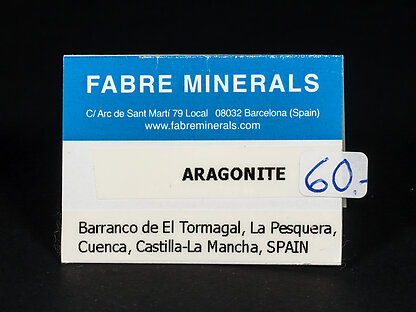 FABRE MINERALS
C/ Arc de Sant Martí 79 Local 08032 Barcelona (Spain)
www.fabreminerals.com
ARAGONITE 60.-
Barranco de El Tormagal, La Pesquera,
Cuenca, Castilla-La Mancha, SPAIN